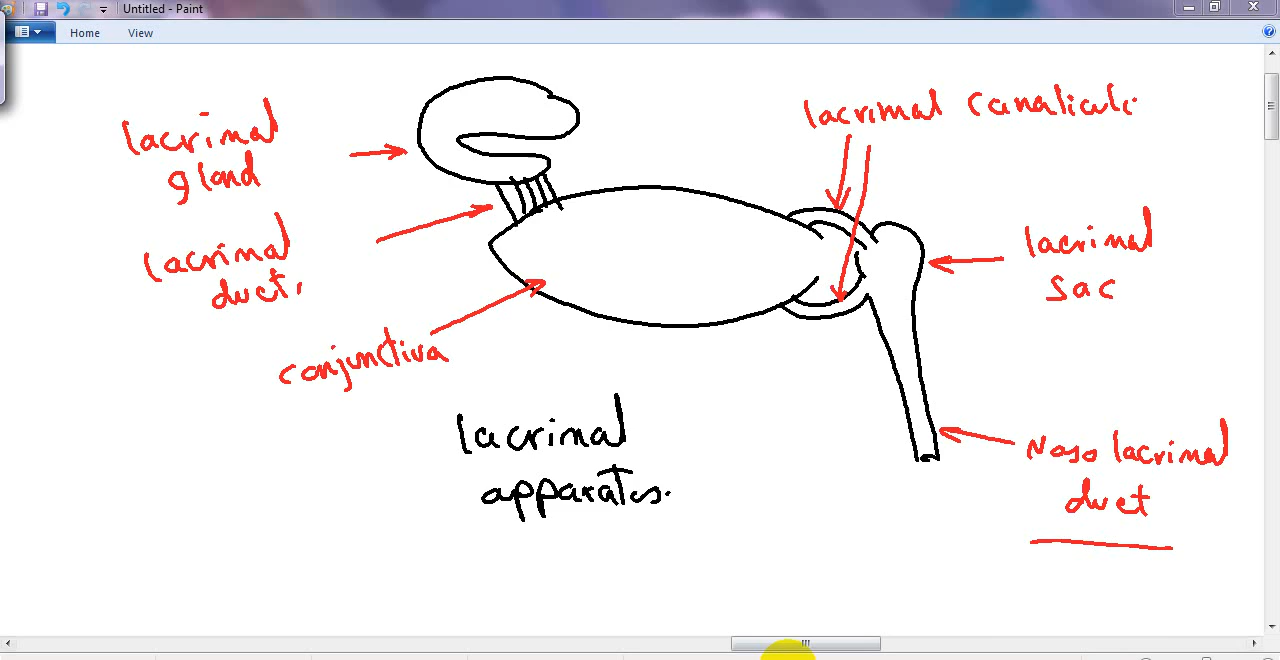 Untitled - Paint
Home View
lacrimal
gland
lacrimal
duct.
conjunctiva
lacrimal canaliculi
lacrimal
sac
Naso lacrimal
duct
lacrimal
apparatus.